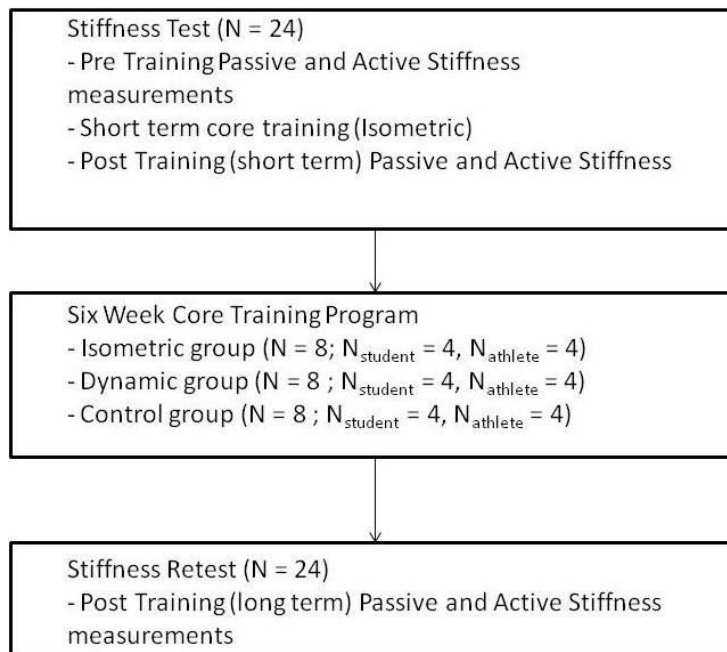 Stiffness Test (N = 24)
- Pre Training Passive and Active Stiffness
measurements
- Short term core training (Isometric)
- Post Training (short term) Passive and Active Stiffness
Six Week Core Training Program
- Isometric group (N = 8; Nstudent = 4, Nathlete = 4)
- Dynamic group (N = 8 ; Nstudent = 4, Nathlete = 4)
- Control group (N = 8 ; Nstudent = 4, Nathlete = 4)
Stiffness Retest (N = 24)
- Post Training (long term) Passive and Active Stiffness
measurements